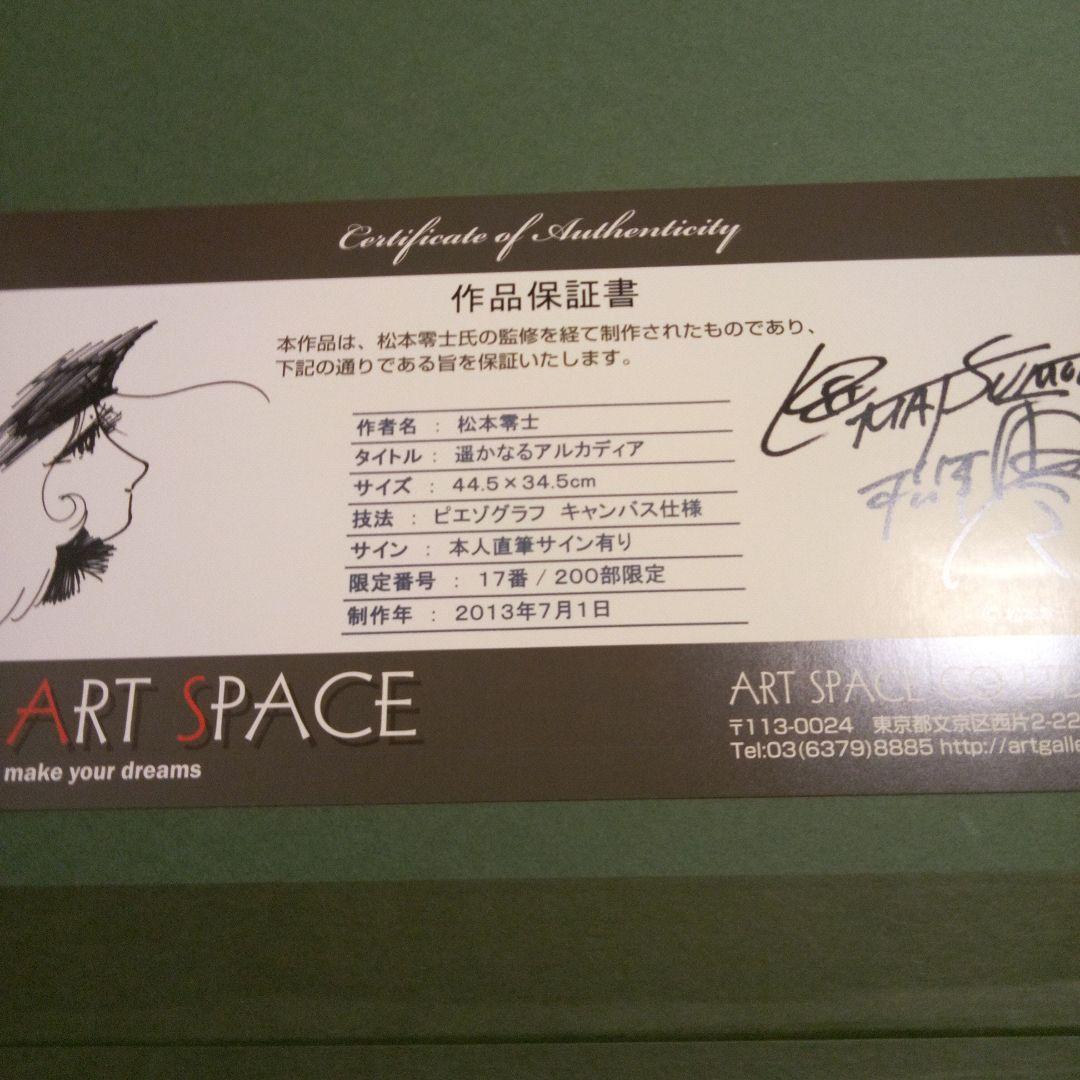 Certificate of Authenticity
作品保証書
本作品は、松本零士氏の監修を経て制作されたものであり、
下記の通りである旨を保証いたします。
作者名 : 松本零士
タイトル : 遥かなるアルカディア
サイズ : 44.5×34.5cm
技法 : ピエゾグラフ キャンバス仕様
サイン : 本人直筆サイン有り
限定番号 : 17番 / 200部限定
制作年 : 2013年7月1日
ART SPACE
make your dreams
ART SPACE CO LTD
〒113-0024 東京都文京区西片2-22
Tel:03(6379)8885 http://artgalle